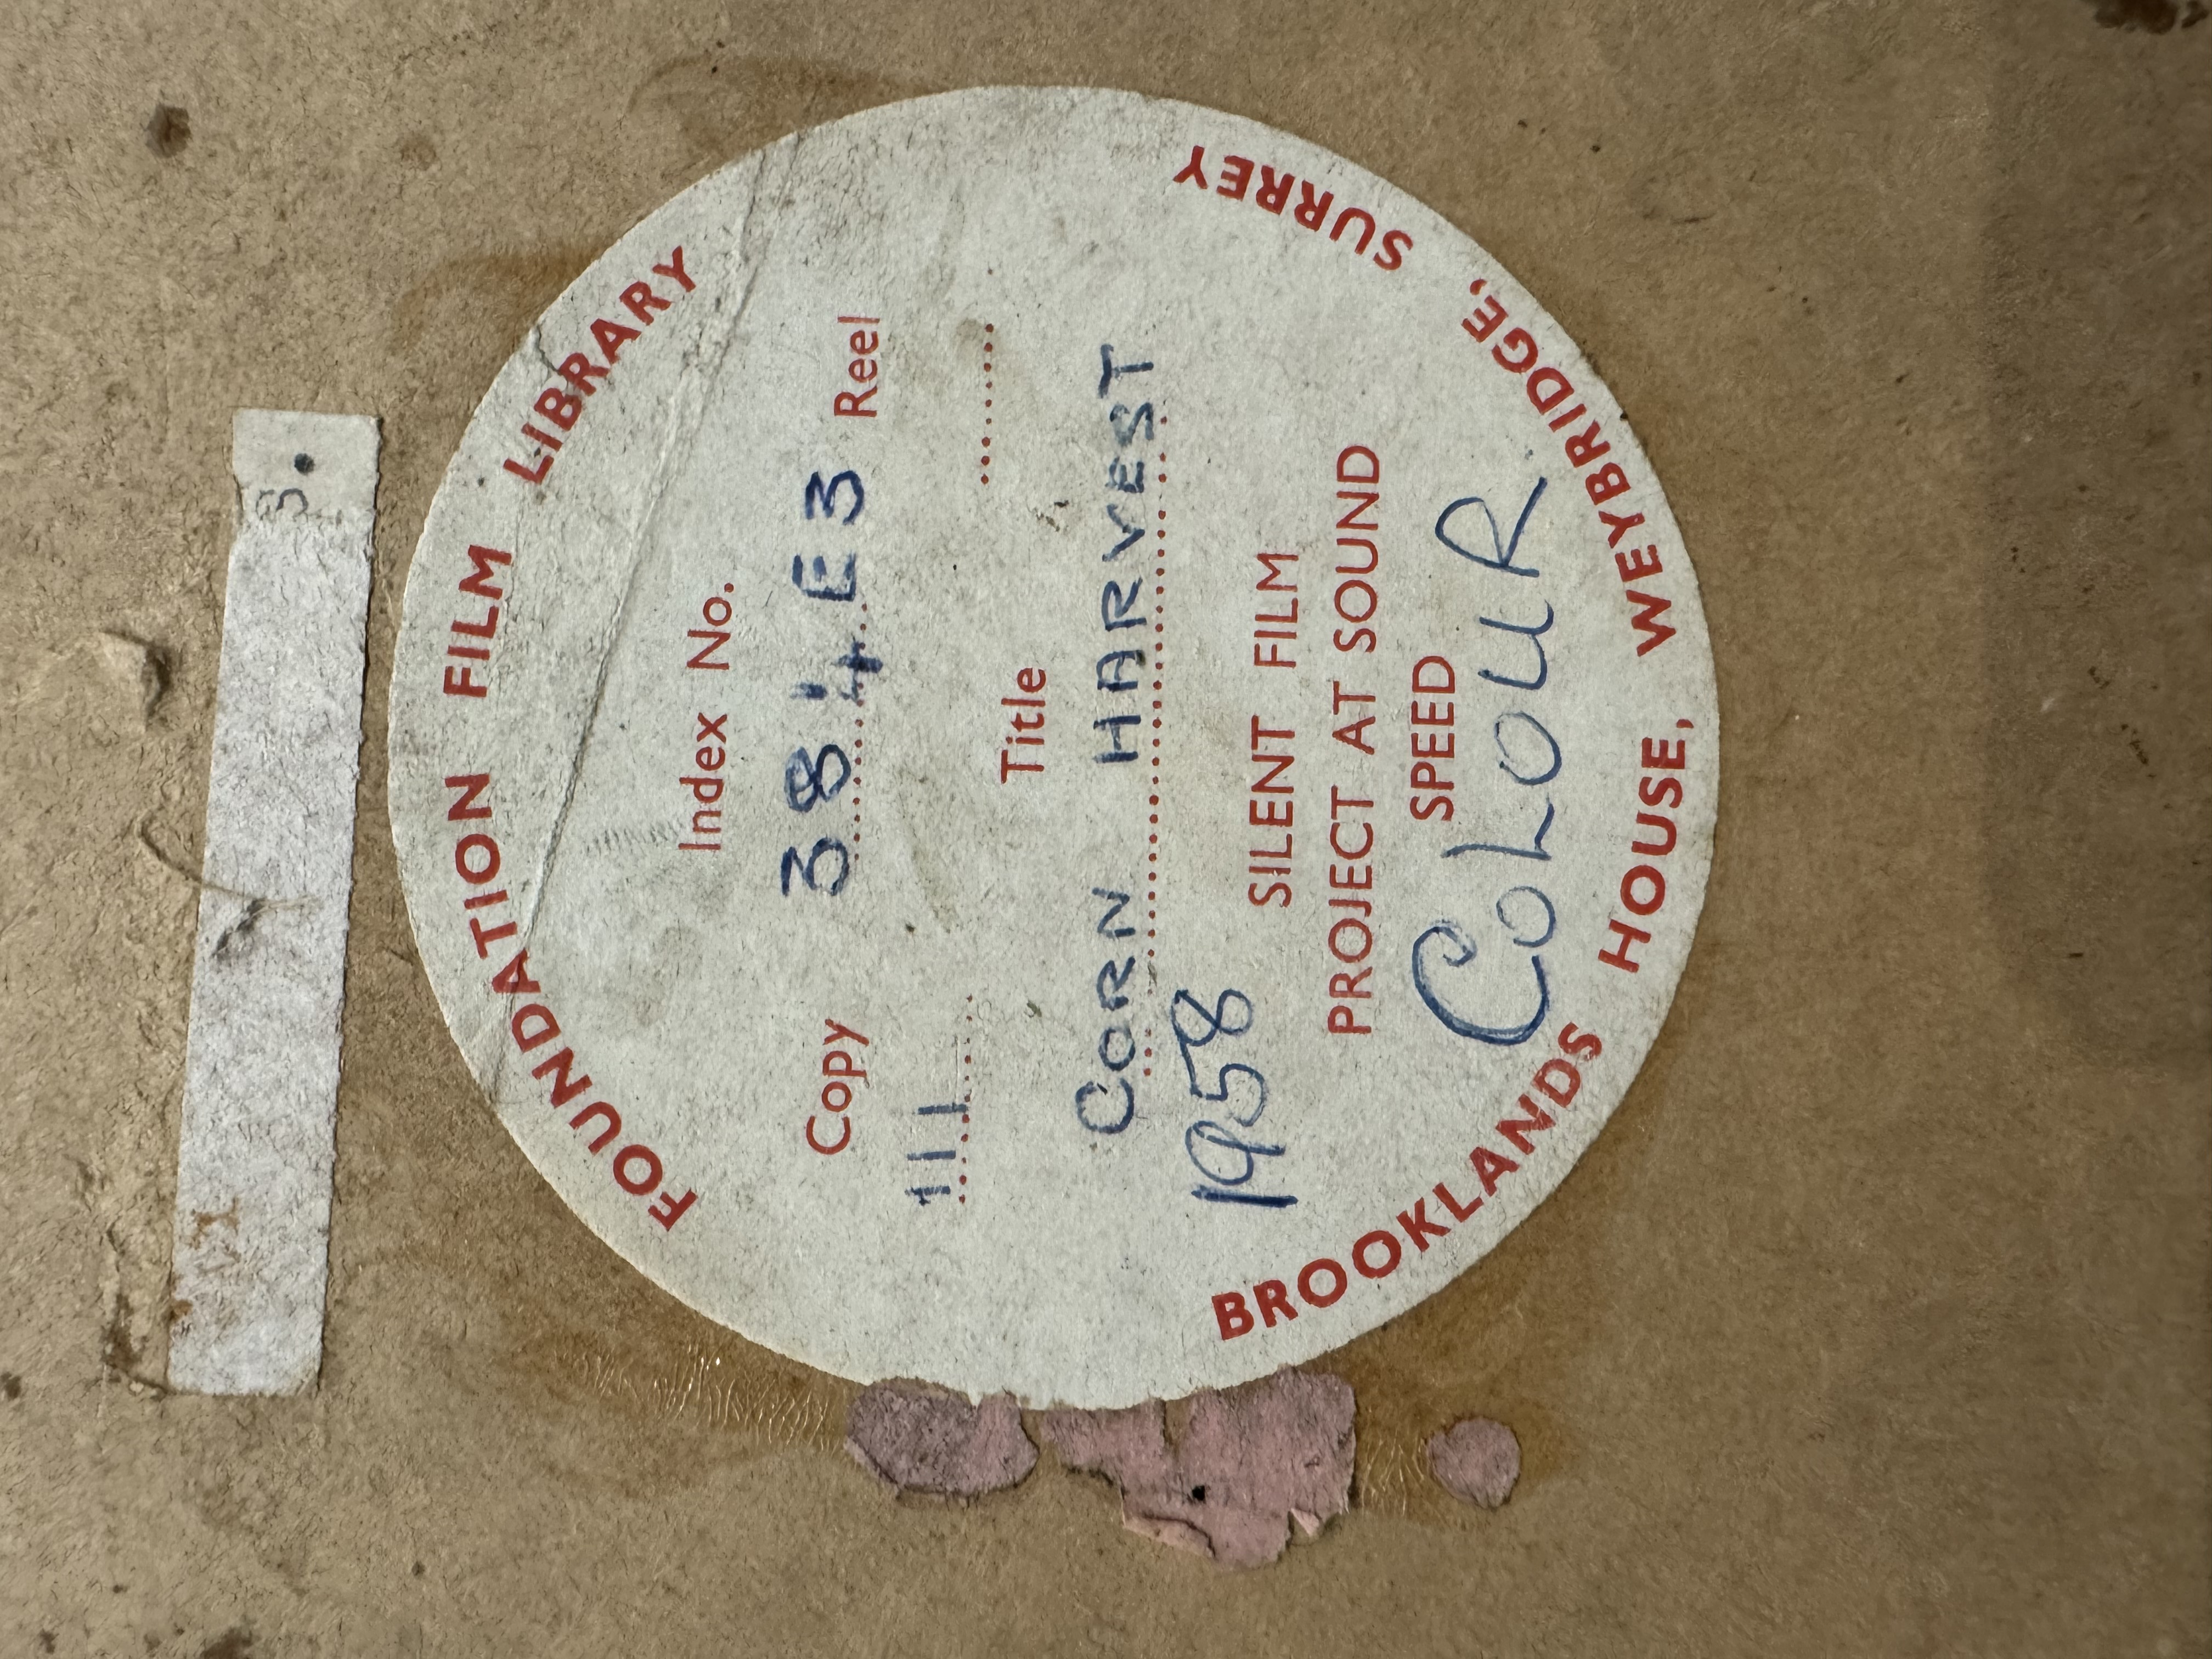 FOUNDATION FILM LIBRARY
Index No.
Copy 384E3 Reel
111
Title
CORN HARVEST
1958
SILENT FILM
PROJECT AT SOUND
SPEED
COLOUR
BROOKLANDS HOUSE, WEYBRIDGE, SURREY